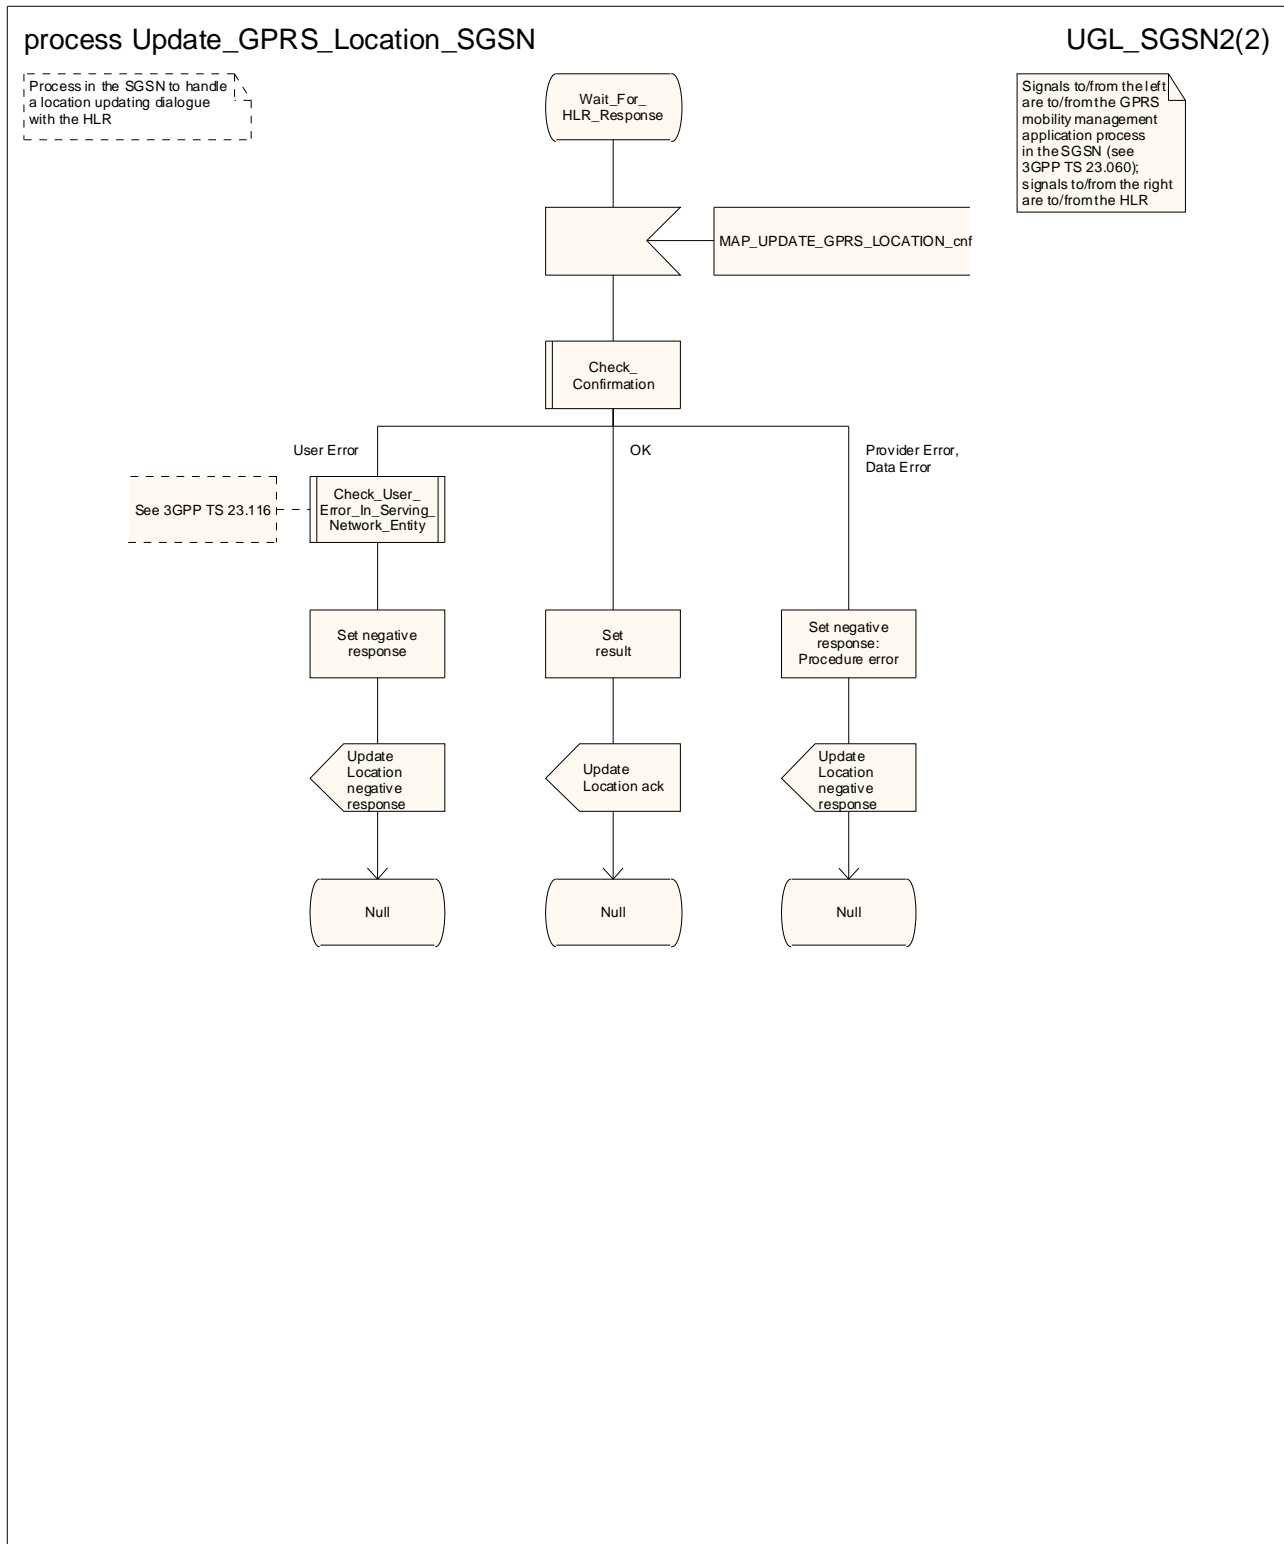 process Update_GPRS_Location_SGSN
UGL_SGSN2(2)
Process in the SGSN to handle
a location updating dialogue
with the HLR
Wait_For_
HLR_Response
Signals to/from the left
are to/from the GPRS
mobility management
application process
in the SGSN (see
3GPP TS 23.060);
signals to/from the right
are to/from the HLR
MAP_UPDATE_GPRS_LOCATION_cnf
Check_
Confirmation
User Error
OK
Provider Error,
Data Error
See 3GPP TS 23.116
Check_User_
Error_In_Serving_
Network_Entity
Set negative
response
Set
result
Set negative
response:
Procedure error
Update
Location
negative
response
Update
Location ack
Update
Location
negative
response
Null
Null
Null